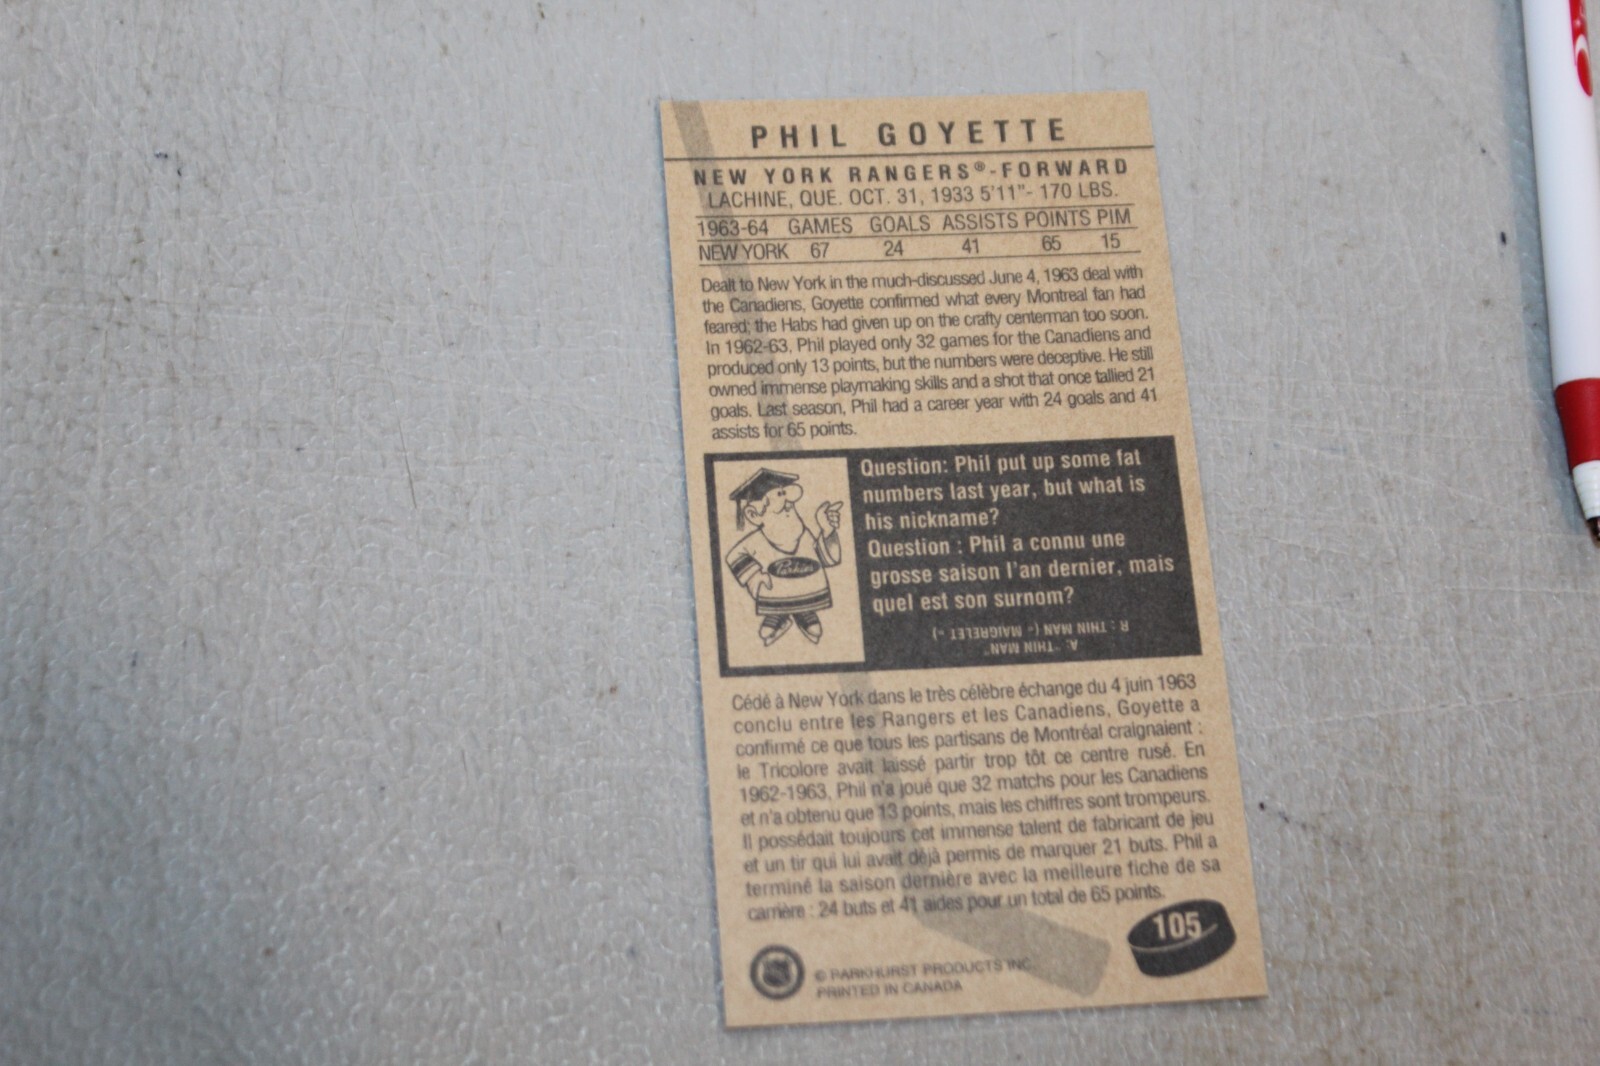 PHIL GOYETTE
NEW YORK RANGERS®-FORWARD
LACHINE, QUE. OCT. 31, 1933 5'11"- 170 LBS.
1963-64 GAMES GOALS ASSISTS POINTS PIM
NEW YORK 67 24 41 65 15
Dealt to New York in the much-discussed June 4, 1963 deal with
the Canadiens, Goyette confirmed what every Montreal fan had
feared; the Habs had given up on the crafty centerman too soon.
In 1962-63, Phil played only 32 games for the Canadiens and
produced only 13 points, but the numbers were deceptive. He still
owned immense playmaking skills and a shot that once tallied 21
goals. Last season, Phil had a career year with 24 goals and 41
assists for 65 points.
Question: Phil put up some fat
numbers last year, but what is
his nickname?
Question : Phil a connu une
grosse saison l'an dernier, mais
quel est son surnom?
A: "THIN MAN"
R : THIN MAN (« MAIGRELET »)
Parkies
Cédé à New York dans le très célèbre échange du 4 juin 1963
conclu entre les Rangers et les Canadiens, Goyette a
confirmé ce que tous les partisans de Montréal craignaient :
le Tricolore avait laissé partir trop tôt ce centre rusé. En
1962-1963, Phil n'a joué que 32 matchs pour les Canadiens
et n'a obtenu que 13 points, mais les chiffres sont trompeurs.
Il possédait toujours cet immense talent de fabricant de jeu
et un tir qui lui avait déjà permis de marquer 21 buts. Phil a
terminé la saison dernière avec la meilleure fiche de sa
carrière : 24 buts et 41 aides pour un total de 65 points.
105
© PARKHURST PRODUCTS INC.
PRINTED IN CANADA